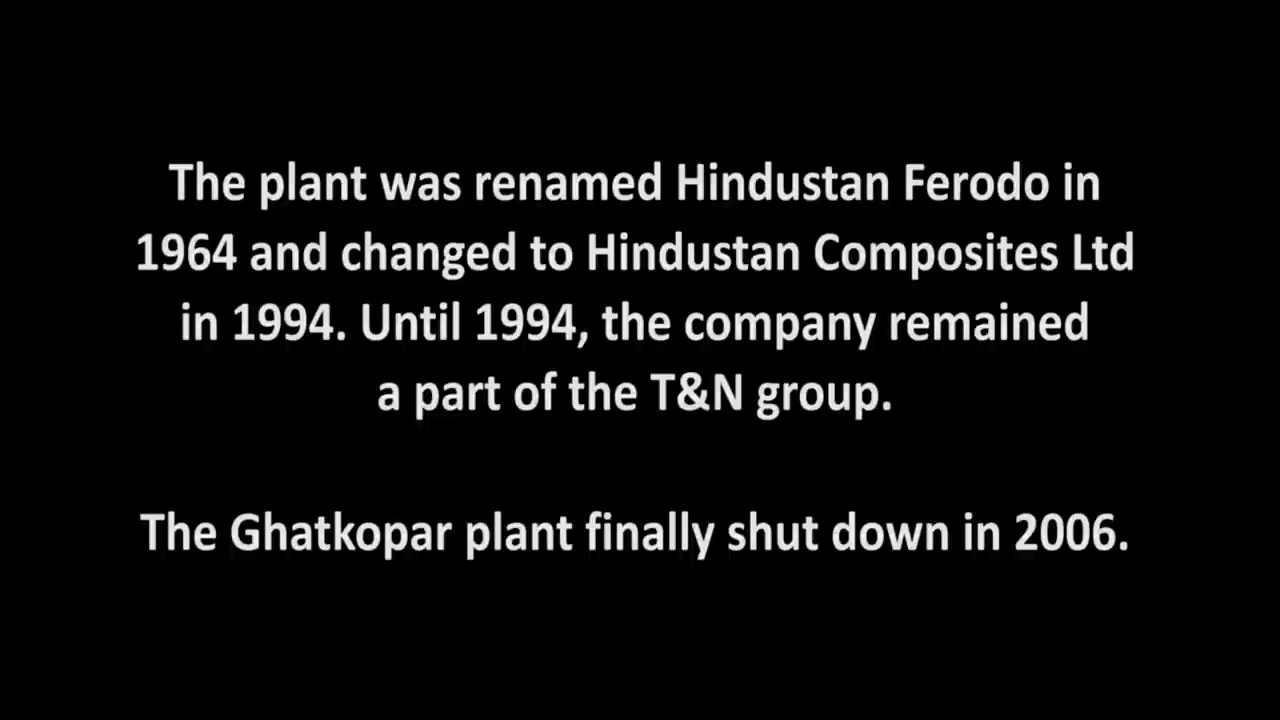 The plant was renamed Hindustan Ferodo in
1964 and changed to Hindustan Composites Ltd
in 1994. Until 1994, the company remained
a part of the T&N group.
The Ghatkopar plant finally shut down in 2006.